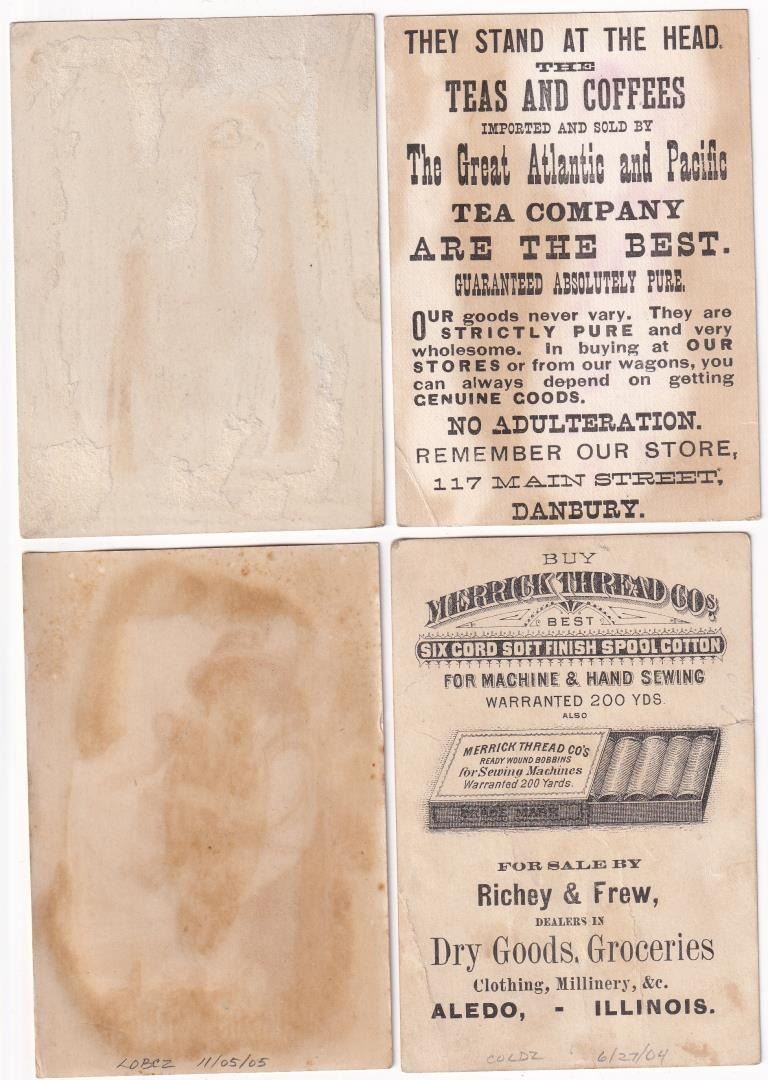 THEY STAND AT THE HEAD.
THE
TEAS AND COFFEES
IMPORTED AND SOLD BY
The Great Atlantic and Pacific
TEA COMPANY
ARE THE BEST.
GUARANTEED ABSOLUTELY PURE.
OUR goods never vary. They are
STRICTLY PURE and very
wholesome. In buying at OUR
STORES or from our wagons, you
can always depend on getting
GENUINE GOODS.
NO ADULTERATION.
REMEMBER OUR STORE,
117 MAIN STREET,
DANBURY.
BUY
MERRICK THREAD CO'S,
BEST
SIX CORD SOFT FINISH SPOOL COTTON
FOR MACHINE & HAND SEWING
WARRANTED 200 YDS.
ALSO
MERRICK THREAD CO'S
READY WOUND BOBBINS
for Sewing Machines
Warranted 200 Yards.
TRADE MARK
FOR SALE BY
Richey & Frew,
DEALERS IN
Dry Goods, Groceries
Clothing, Millinery, &c.
ALEDO, - ILLINOIS.
LOBCZ 11/05/05
COLDZ 6/27/04